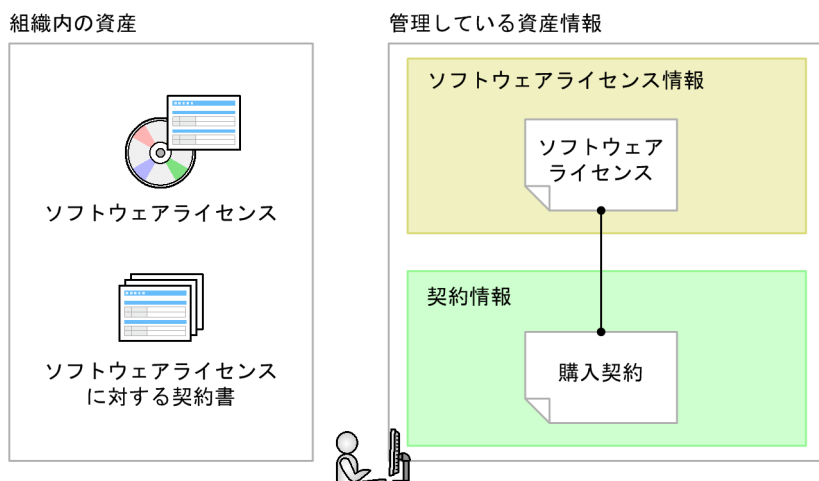 組織内の資産
ソフトウェアライセンス
ソフトウェアライセンス
に対する契約書
管理している資産情報
ソフトウェアライセンス情報
ソフトウェア
ライセンス
契約情報
購入契約